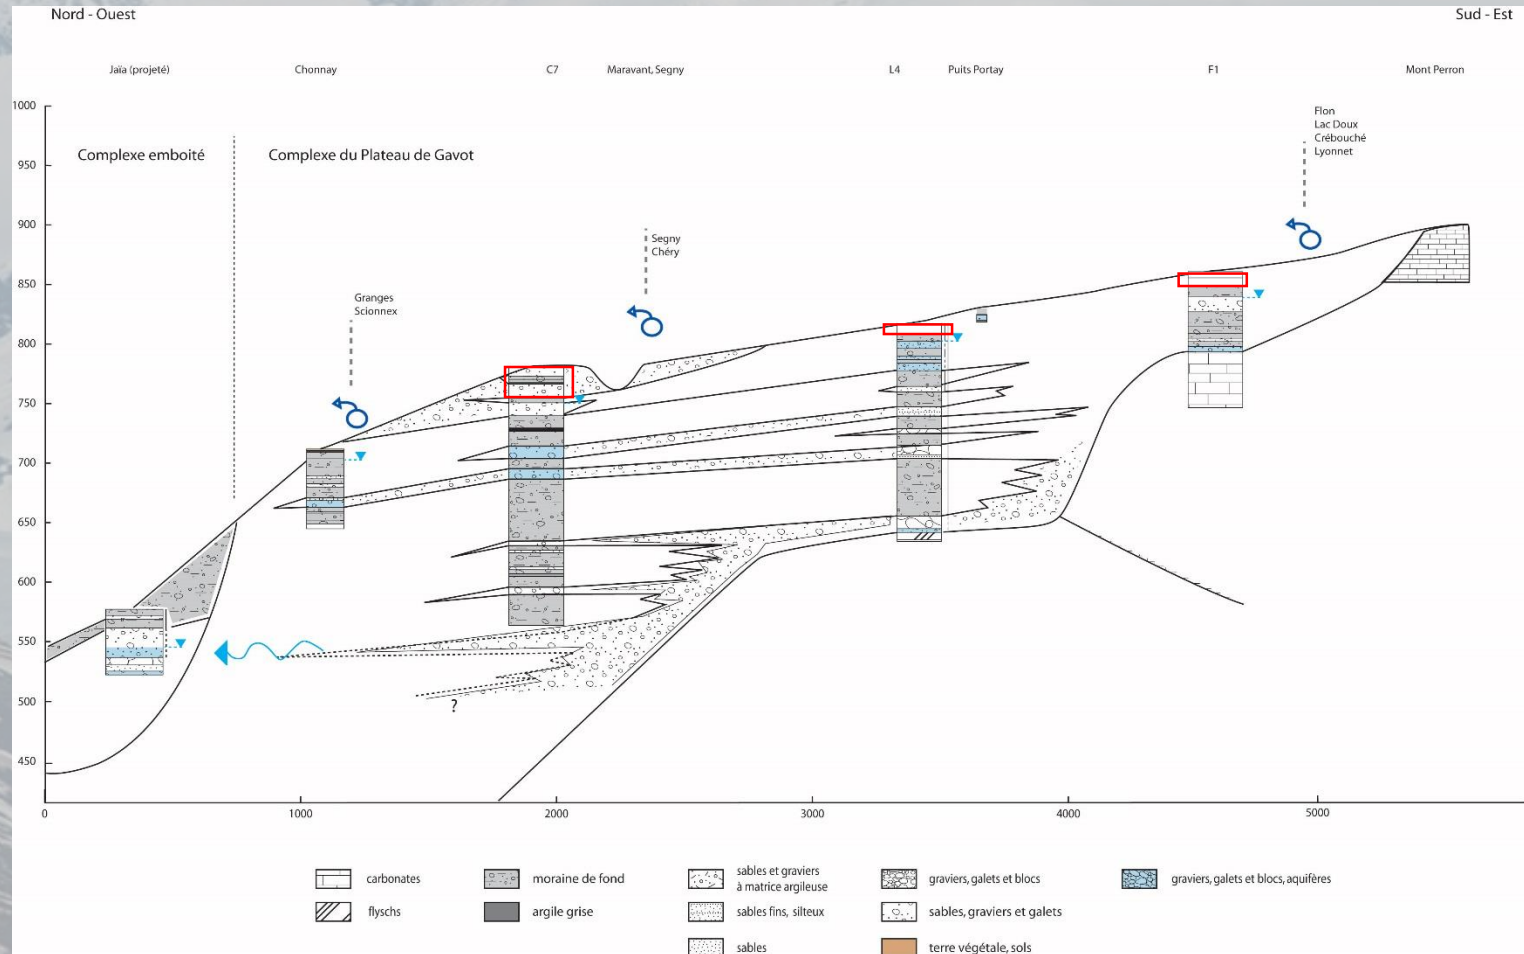 Nord - Ouest
Sud - Est
Jaïa (projeté)
Chonnay
C7
Maravant, Segny
L4
Puits Portay
F1
Mont Perron
1000
950
900
850
800
750
700
650
600
550
500
450
Complexe emboité
Complexe du Plateau de Gavot
Flon
Lac Doux
Crébouché
Lyonnet
Segny
Chéry
Granges
Scionnex
?
0
1000
2000
3000
4000
5000
carbonates
moraine de fond
sables et graviers
à matrice argileuse
graviers, galets et blocs
graviers, galets et blocs, aquifères
flyschs
argile grise
sables fins, silteux
sables, graviers et galets
sables
terre végétale, sols